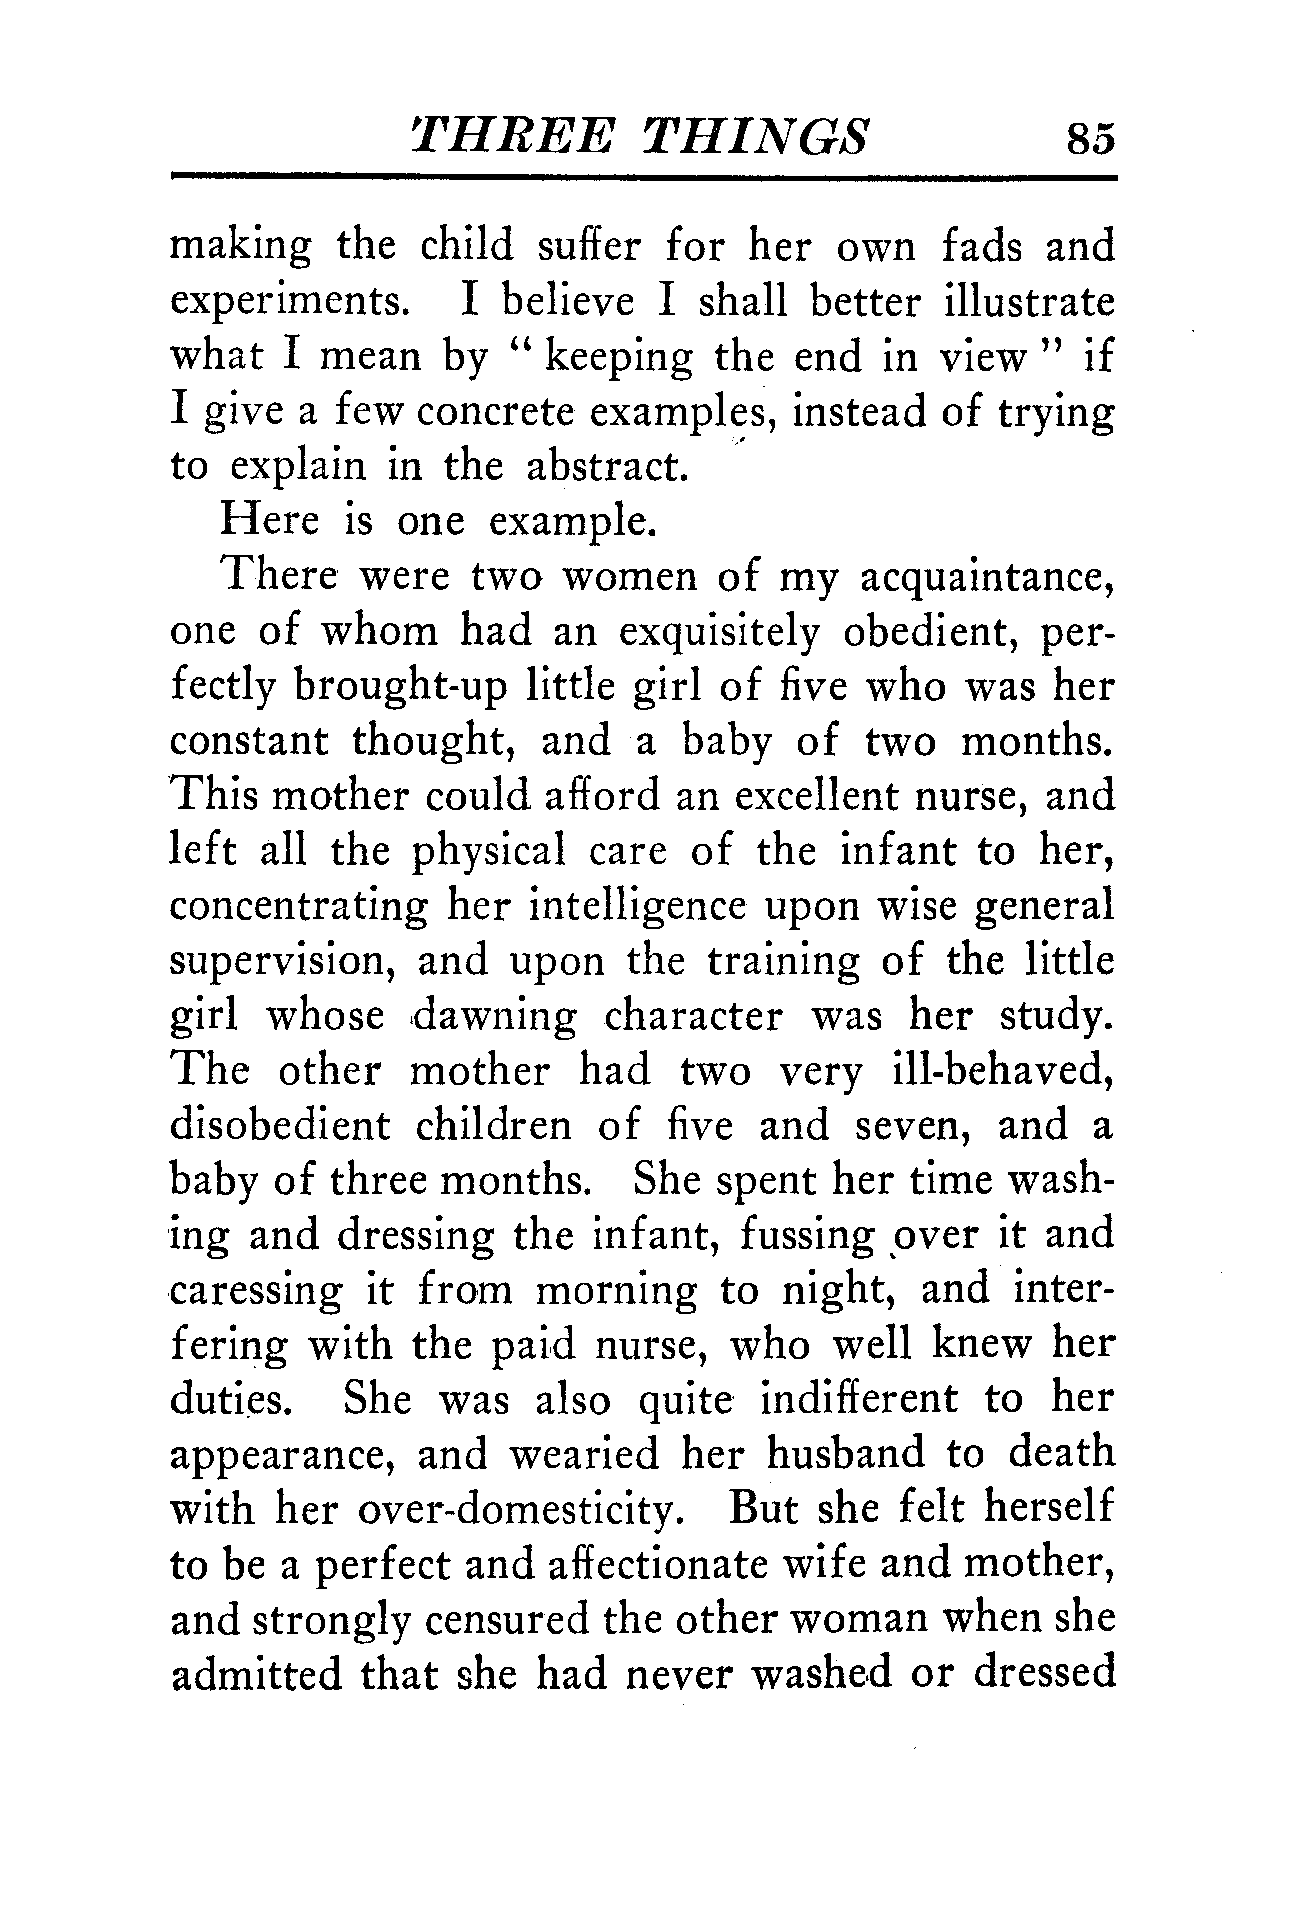 THREE THINGS 85
making the child suffer for her own fads and
experiments. I believe I shall better illustrate
what I mean by " keeping the end in view " if
I give a few concrete examples, instead of trying
to explain in the abstract.
Here is one example.
There were two women of my acquaintance,
one of whom had an exquisitely obedient, per-
fectly brought-up little girl of five who was her
constant thought, and a baby of two months.
This mother could afford an excellent nurse, and
left all the physical care of the infant to her,
concentrating her intelligence upon wise general
supervision, and upon the training of the little
girl whose dawning character was her study.
The other mother had two very ill-behaved,
disobedient children of five and seven, and a
baby of three months. She spent her time wash-
ing and dressing the infant, fussing over it and
caressing it from morning to night, and inter-
fering with the paid nurse, who well knew her
duties. She was also quite indifferent to her
appearance, and wearied her husband to death
with her over-domesticity. But she felt herself
to be a perfect and affectionate wife and mother,
and strongly censured the other woman when she
admitted that she had never washed or dressed